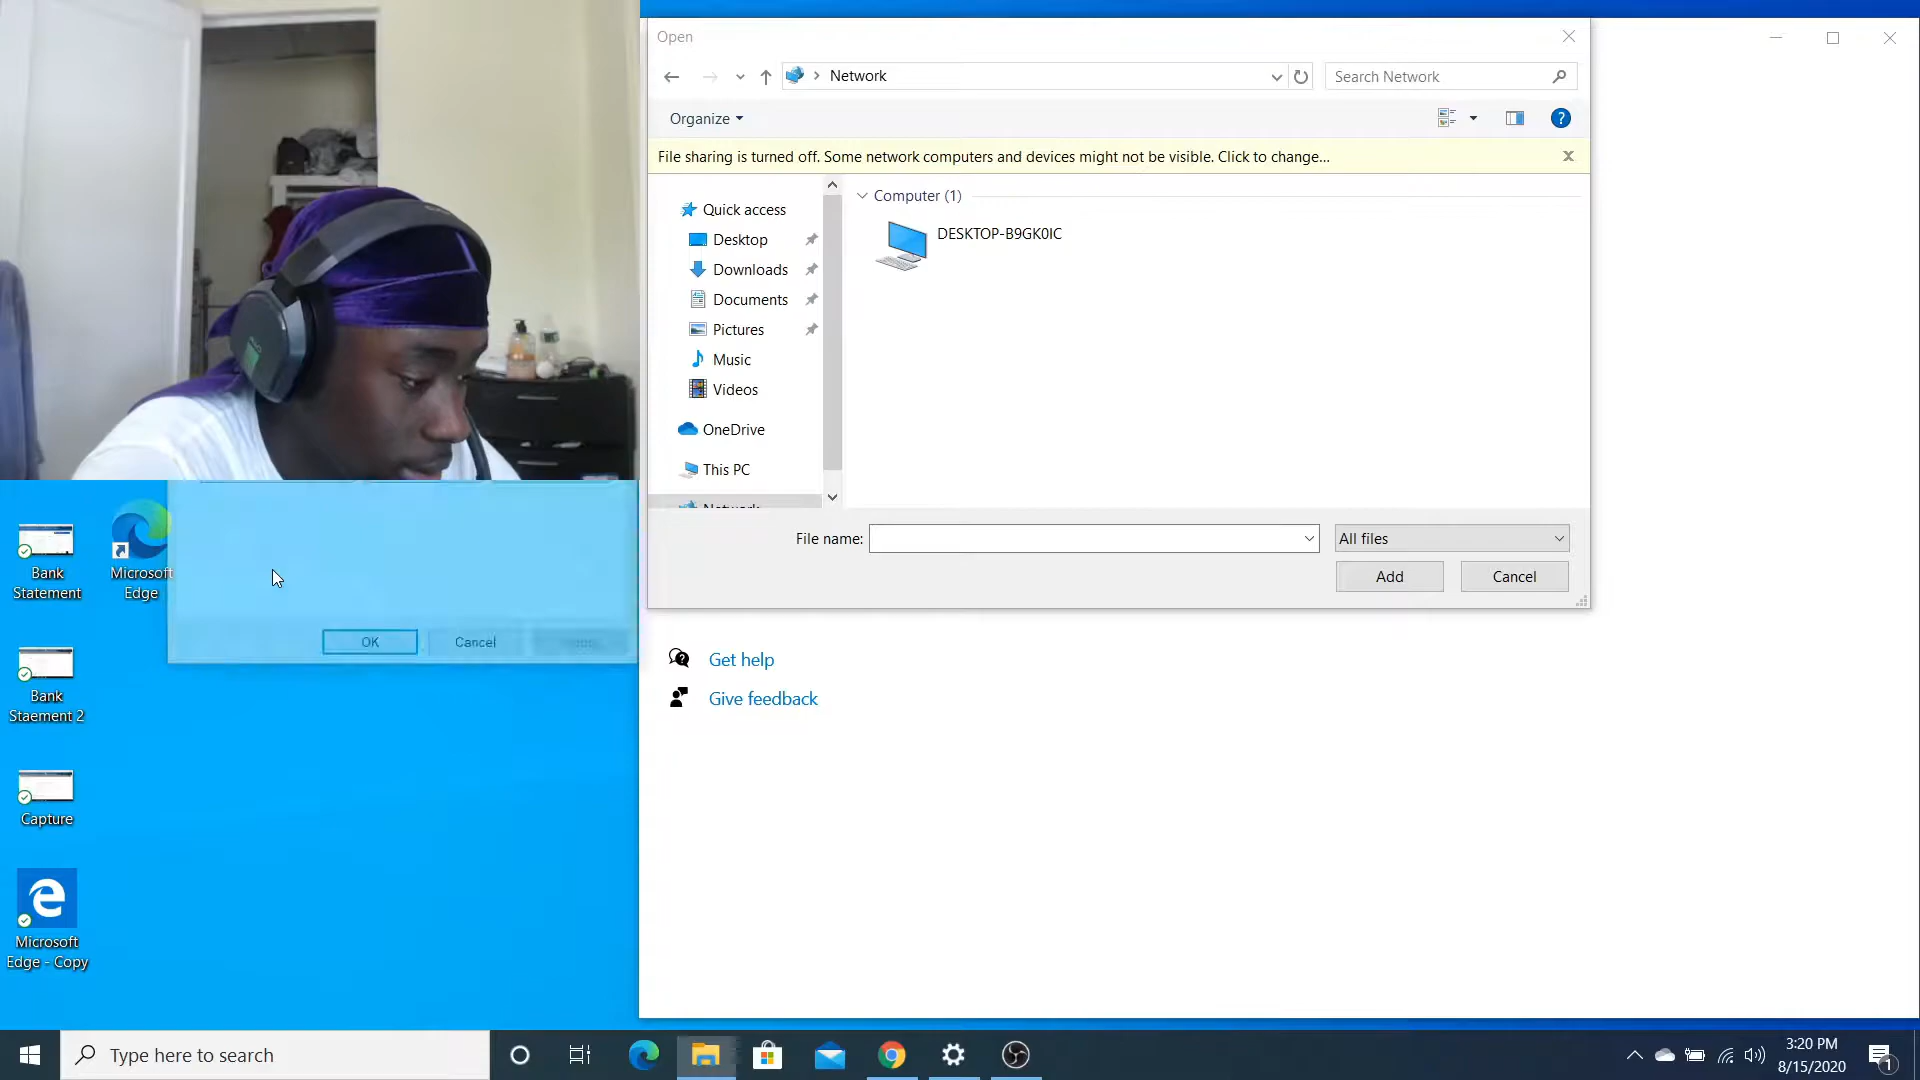 Open
Network
Search Network
Organize
File sharing is turned off. Some network computers and devices might not be visible. Click to change...
Quick access
Desktop
Downloads
Documents
Pictures
Music
Videos
OneDrive
This PC
Network
Computer (1)
DESKTOP-B9GK0IC
File name:
All files
Add
Cancel
OK
Cancel
Get help
Give feedback
Bank
Statement
Microsoft
Edge
Bank
Staement 2
Capture
Microsoft
Edge - Copy
Type here to search
3:20 PM
8/15/2020
1